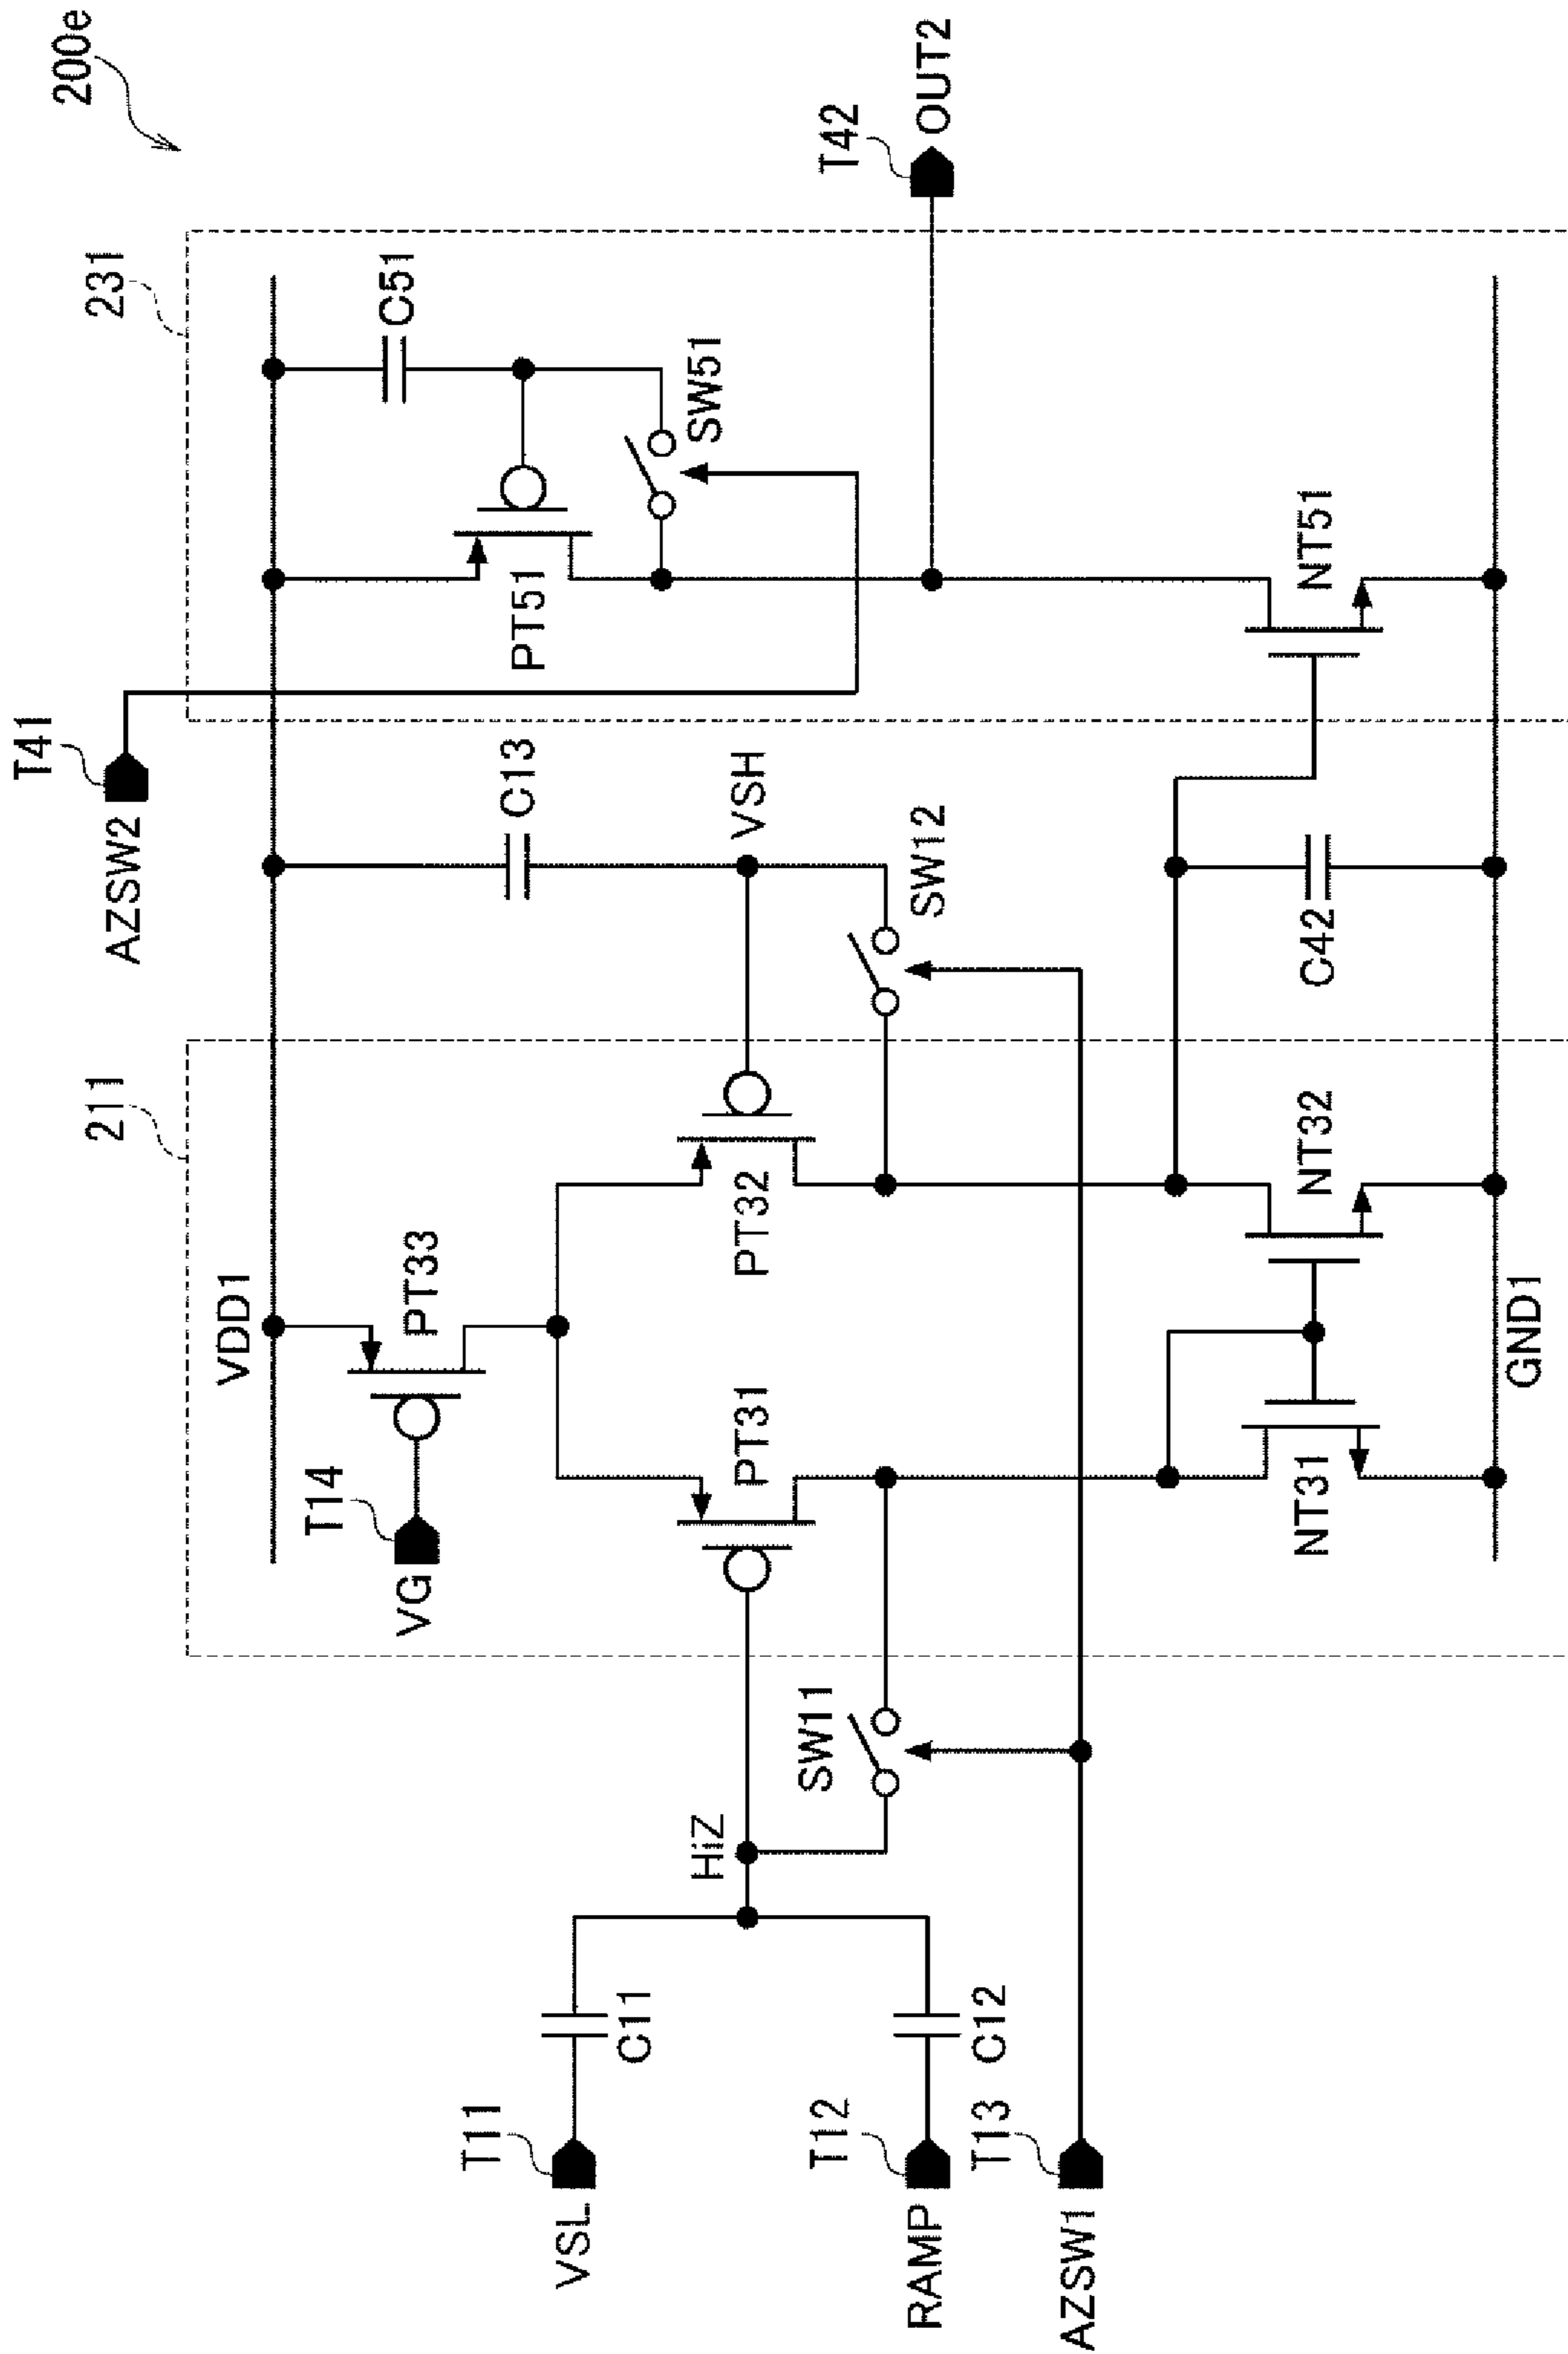 200e
T41
AZSW2
211
231
VDD1
T14
VG
PT33
C13
C51
PT51
SW51
T11
VSL
C11
HiZ
PT31
PT32
VSH
T42
OUT2
SW11
SW12
T12
RAMP
C12
T13
AZSW1
NT31
NT32
C42
NT51
GND1